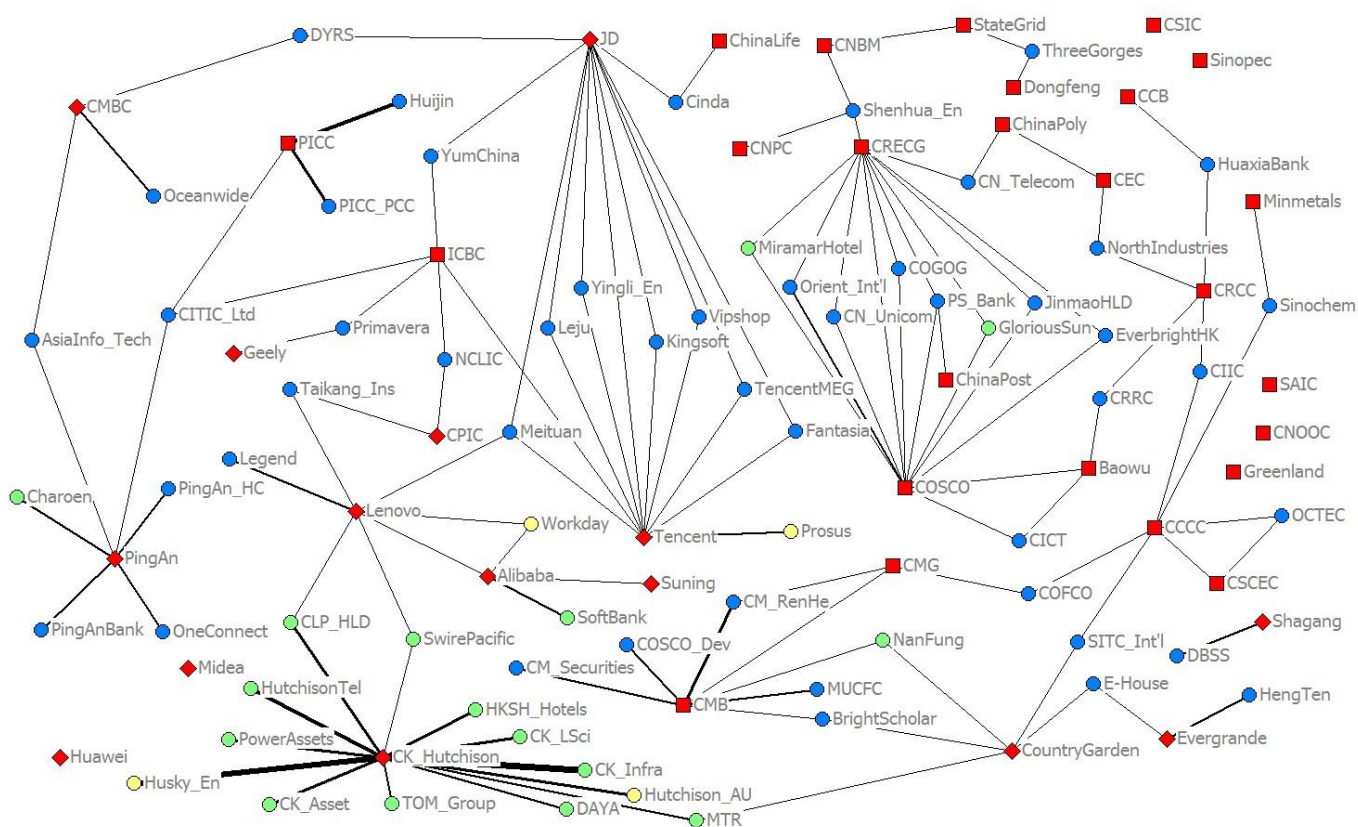 DYRS
JD
ChinaLife
CNBM
StateGrid
CSIC
ThreeGorges
Sinopec
Dongfeng
CMBC
Huijin
Cinda
Shenhua_En
CCB
ChinaPoly
PICC
YumChina
CNPC
CRECG
HuaxiaBank
Oceanwide
PICC_PCC
CN_Telecom
CEC
Minmetals
ICBC
MiramarHotel
NorthIndustries
COGOG
Yingli_En
Orient_Int'l
CRCC
PS_Bank
JinmaoHLD
Sinochem
CITIC_Ltd
Primavera
Leju
Vipshop
CN_Unicom
GloriousSun
EverbrightHK
AsiaInfo_Tech
Kingsoft
Geely
NCLIC
CIIC
ChinaPost
SAIC
Taikang_Ins
TencentMEG
CRRC
Meituan
CPIC
Fantasia
CNOOC
Legend
Baowu
Greenland
PingAn_HC
COSCO
Charoen
Lenovo
Workday
OCTEC
Prosus
CCCC
Tencent
CICT
PingAn
CMG
Alibaba
Suning
CSCEC
COFCO
CM_RenHe
SoftBank
CLP_HLD
Shagang
PingAnBank
OneConnect
SwirePacific
COSCO_Dev
NanFung
SITC_Int'l
DBSS
Midea
CM_Securities
E-House
HutchisonTel
MUCFC
HengTen
CMB
HKSH_Hotels
BrightScholar
PowerAssets
CK_LSci
Evergrande
CountryGarden
Huawei
CK_Hutchison
CK_Infra
Husky_En
Hutchison_AU
CK_Asset
TOM_Group
DAYA
MTR